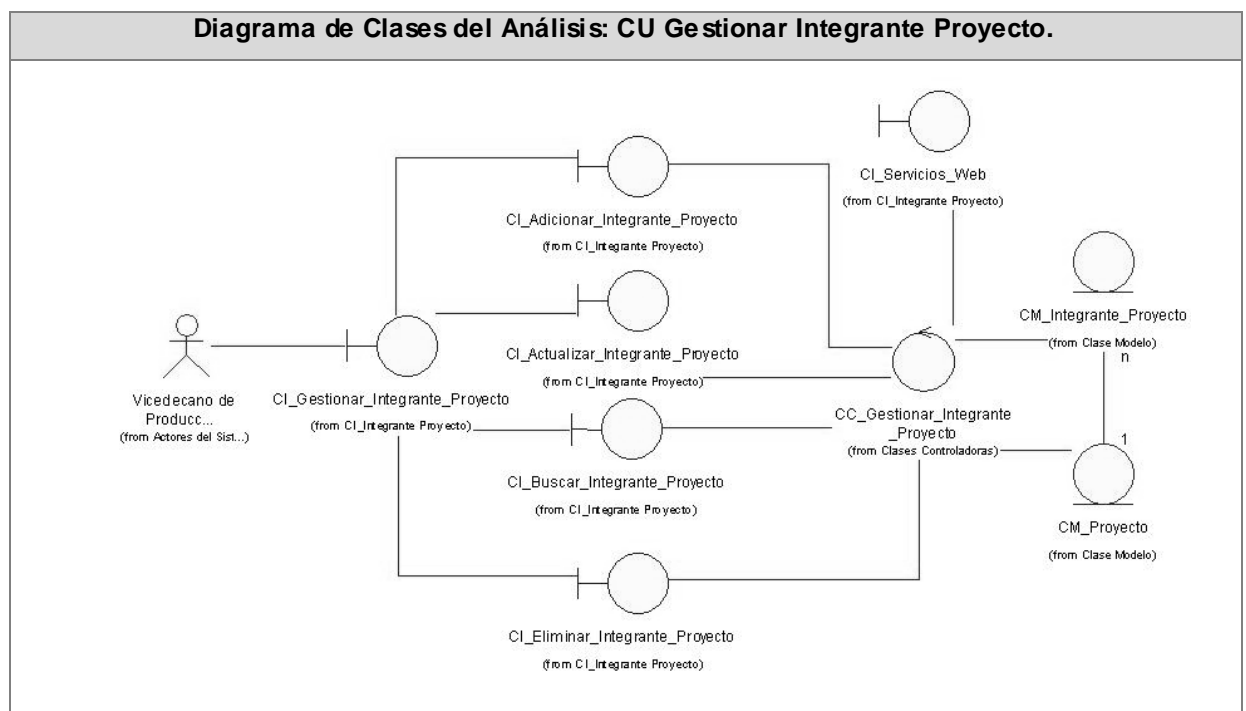 Diagrama de Clases del Análisis: CU Gestionar Integrante Proyecto.
CI_Servicios_Web
(from CI_Integrante Proyecto)
CI_Adicionar_Integrante_Proyecto
(from CI_Integrante Proyecto)
CM_Integrante_Proyecto
(from Clase Modelo)
n
CI_Actualizar_Integrante_Proyecto
(from CI_Integrante Proyecto)
Vicedecano de
Producc...
(from Actores del Sist...)
CI_Gestionar_Integrante_Proyecto
(from CI_Integrante Proyecto)
CC_Gestionar_Integrante
_Proyecto
(from Clases Controladoras)
1
CI_Buscar_Integrante_Proyecto
(from CI_Integrante Proyecto)
CM_Proyecto
(from Clase Modelo)
CI_Eliminar_Integrante_Proyecto
(from CI_Integrante Proyecto)